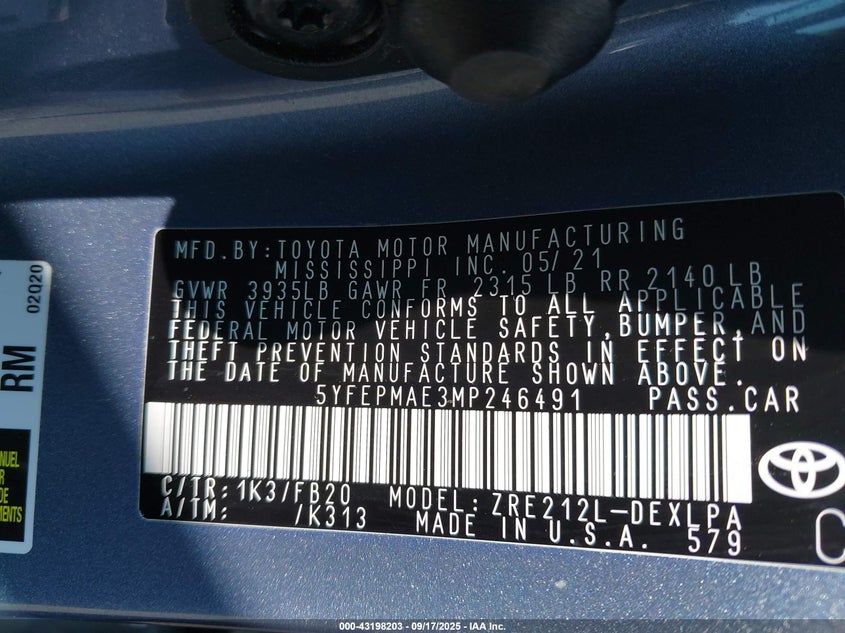 MFD.BY:TOYOTA MOTOR MANUFACTURING
MISSISSIPPI INC. 05/21
GVWR 3935LB GAWR FR 2315 LB RR 2140 LB
THIS VEHICLE CONFORMS TO ALL APPLICABLE
FEDERAL MOTOR VEHICLE SAFETY, BUMPER, AND
THEFT PREVENTION STANDARDS IN EFFECT ON
THE DATE OF MANUFACTURE SHOWN ABOVE.
5YFEPMAE3MP246491 PASS.CAR
C/TR: 1K3/FB20 MODEL: ZRE212L-DEXLPA
A/TM: /K313 MADE IN U.S.A. 579
C
02020
RM
DE
000-43198203 - 09/17/2025 - IAA Inc.